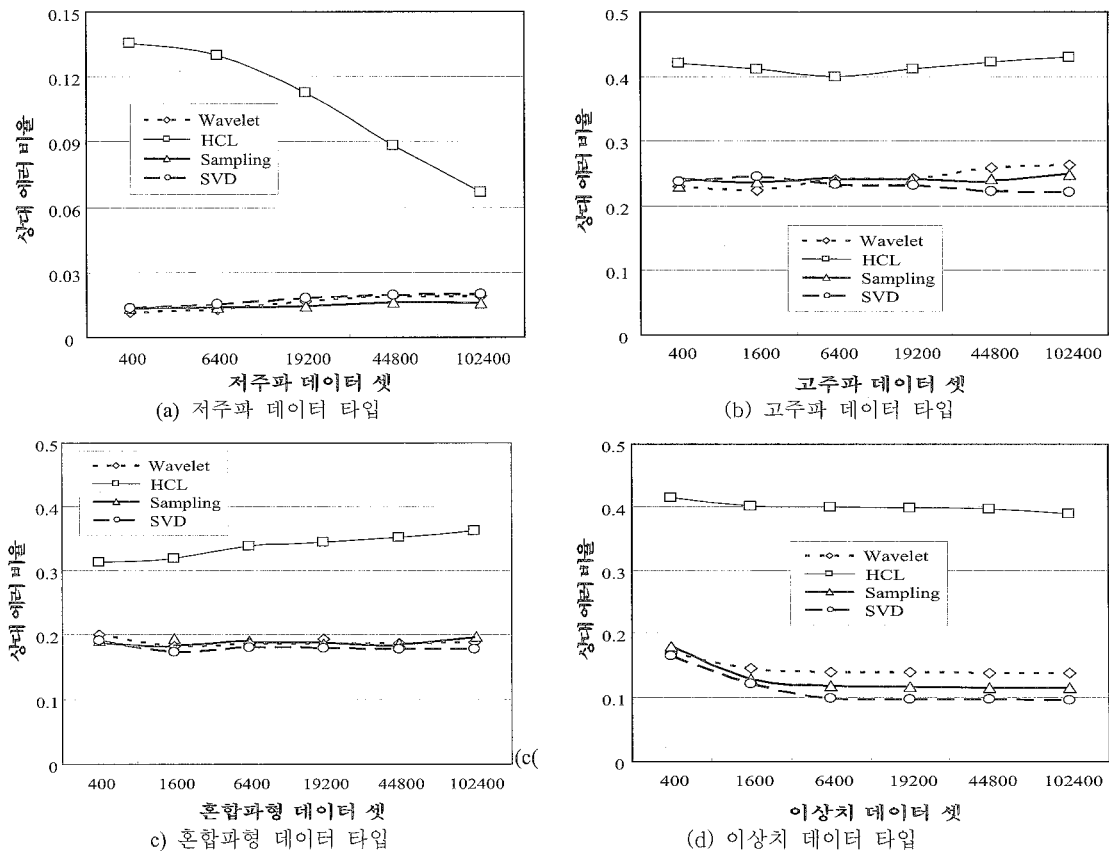 0.15
0.12
0.09
0.06
0.03
0
상대 에러 비율
Wavelet
HCL
Sampling
SVD
400 6400 19200 44800 102400
저주파 데이터 셋
(a) 저주파 데이터 타입
0.5
0.4
0.3
0.2
0.1
0
상대 에러 비율
Wavelet
HCL
Sampling
SVD
400 1600 6400 19200 44800 102400
고주파 데이터 셋
(b) 고주파 데이터 타입
0.5
0.4
0.3
0.2
0.1
0
상대 에러 비율
Wavelet
HCL
Sampling
SVD
400 1600 6400 19200 44800 102400
(c(
혼합파형 데이터 셋
c) 혼합파형 데이터 타입
0.5
0.4
0.3
0.2
0.1
0
상대 에러 비율
Wavelet
HCL
Sampling
SVD
400 1600 6400 19200 44800 102400
이상치 데이터 셋
(d) 이상치 데이터 타입